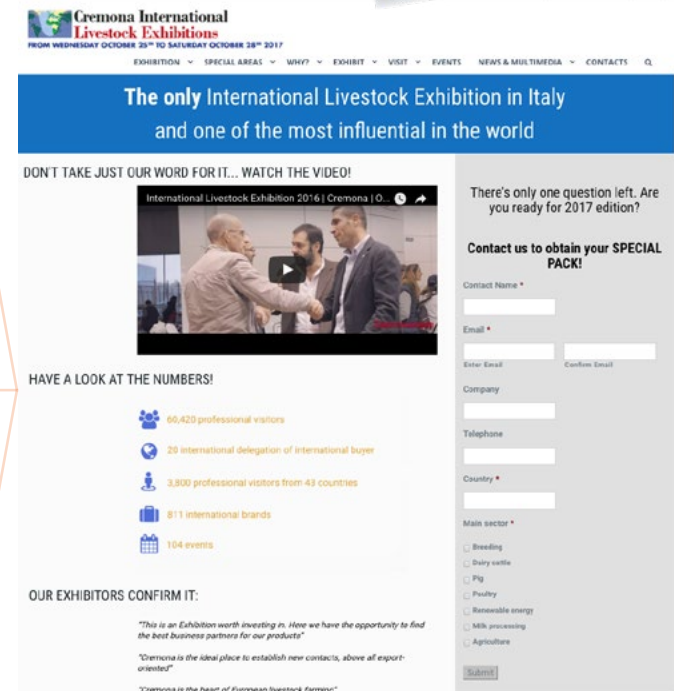 Cremona International
Livestock Exhibitions
FROM WEDNESDAY OCTOBER 25TH TO SATURDAY OCTOBER 28TH 2017
EXHIBITION SPECIAL AREAS WHY? EXHIBIT VISIT EVENTS NEWS & MULTIMEDIA CONTACTS
The only International Livestock Exhibition in Italy
and one of the most influential in the world
DON'T TAKE JUST OUR WORD FOR IT... WATCH THE VIDEO!
International Livestock Exhibition 2016 | Cremona | O...
HAVE A LOOK AT THE NUMBERS!
60,420 professional visitors
20 international delegation of international buyer
3,800 professional visitors from 43 countries
811 international brands
104 events
OUR EXHIBITORS CONFIRM IT:
"This is an Exhibition worth investing in. Here we have the opportunity to find
the best business partners for our products"
"Cremona is the ideal place to establish new contacts, above all export-
oriented"
"Cremona is the heart of European livestock farming"
There's only one question left. Are
you ready for 2017 edition?
Contact us to obtain your SPECIAL
PACK!
Contact Name *
Email *
Enter Email Confirm Email
Company
Telephone
Country *
Main sector *
Breeding
Dairy cattle
Pig
Poultry
Renewable energy
Milk processing
Agriculture
Submit